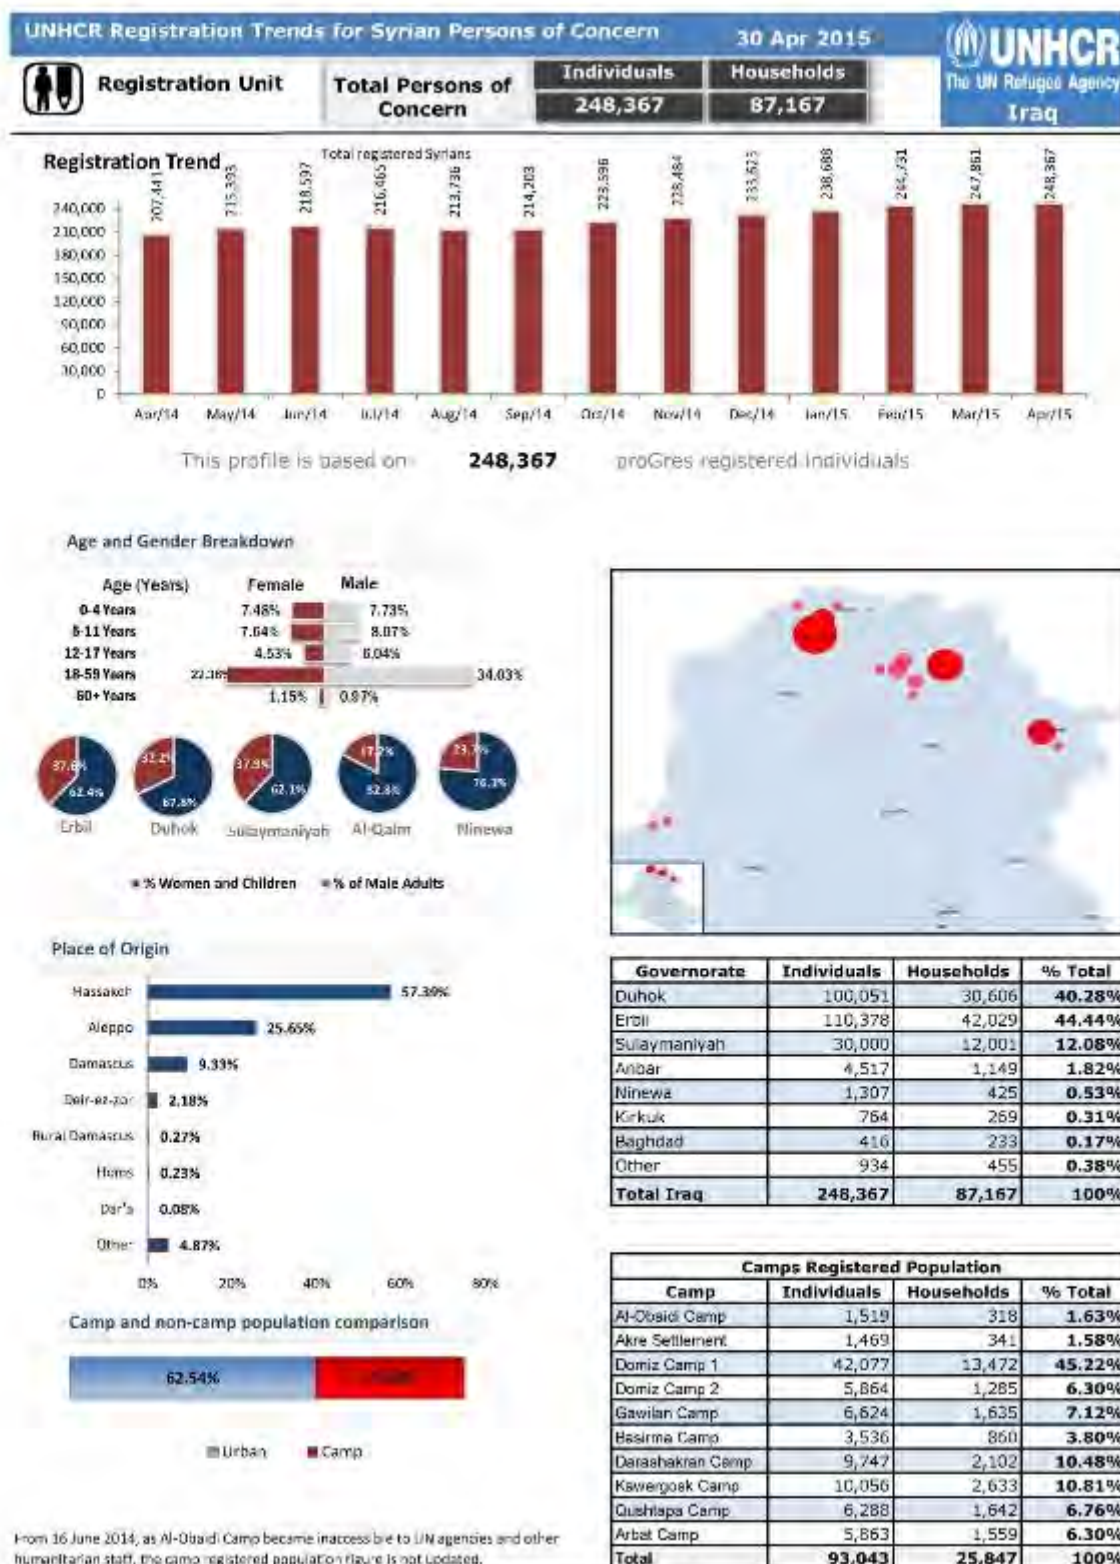 UNHCR Registration Trends for Syrian Persons of Concern
30 Apr 2015
UNHCR
The UN Refugee Agency
Iraq
Registration Unit
Total Persons of Concern
Individuals Households
248,367 87,167
Registration Trend
Total registered Syrians
207,441 215,393 218,597 216,465 213,736 214,203 223,596 228,484 238,688 244,731 247,861 248,367
240,000
210,000
180,000
150,000
120,000
90,000
60,000
30,000
0
Apr/14 May/14 Jun/14 Jul/14 Aug/14 Sep/14 Oct/14 Nov/14 Dec/14 Jan/15 Feb/15 Mar/15 Apr/15
This profile is based on 248,367 proGres registered individuals
Age and Gender Breakdown
Age (Years) Female Male
0-4 Years 7.48% 7.73%
5-11 Years 7.64% 8.07%
12-17 Years 4.53% 6.04%
18-59 Years 34.03%
60+ Years 1.15% 0.97%
37.6% 62.4%
32.2% 67.8%
37.9% 62.1%
17.2% 82.8%
76.3%
Erbil Duhok Sulaymaniyah Al-Qaim Ninewa
% Women and Children % of Male Adults
Place of Origin
Hassakeh 57.39%
Aleppo 25.65%
Damascus 9.33%
Deir-ez-zor 2.18%
Rural Damascus 0.27%
Homs 0.23%
Dar'a 0.08%
Other 4.87%
0% 20% 40% 60% 80%
Camp and non-camp population comparison
62.54%
Urban Camp
From 16 June 2014, as Al-Obaidi Camp became inaccessible to UN agencies and other
humanitarian staff, the camp registered population figure is not updated.
Governorate Individuals Households % Total
Duhok 100,051 30,606 40.28%
Erbil 110,378 42,029 44.44%
Sulaymaniyah 30,000 12,001 12.08%
Anbar 4,517 1,149 1.82%
Ninewa 1,307 425 0.53%
Kirkuk 764 269 0.31%
Baghdad 416 233 0.17%
Other 934 455 0.38%
Total Iraq 248,367 87,167 100%
Camps Registered Population
Camp Individuals Households % Total
Al-Obaidi Camp 1,519 318 1.63%
Akre Settlement 1,469 341 1.58%
Domiz Camp 1 42,077 13,472 45.22%
Domiz Camp 2 5,864 1,285 6.30%
Gawilan Camp 6,624 1,635 7.12%
Basirma Camp 3,536 860 3.80%
Darashakran Camp 9,747 2,102 10.48%
Kawergosk Camp 10,056 2,633 10.81%
Qushtapa Camp 6,288 1,642 6.76%
Arbat Camp 5,863 1,559 6.30%
Total 93,043 25,847 100%